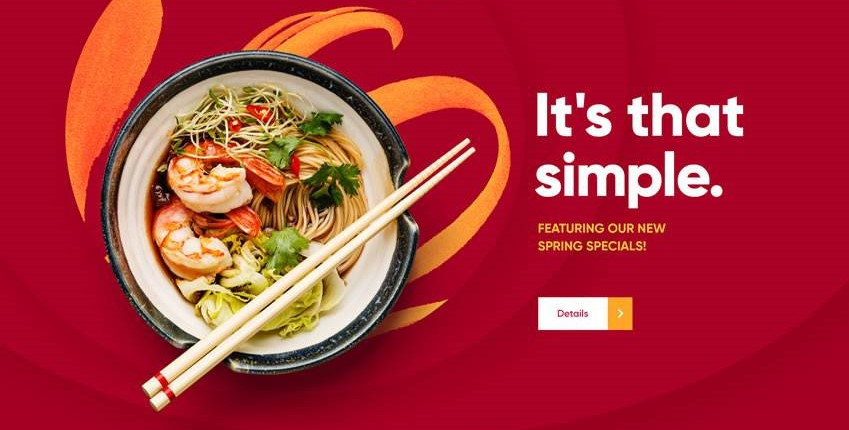 It's that
simple.
FEATURING OUR NEW
SPRING SPECIALS!
Details